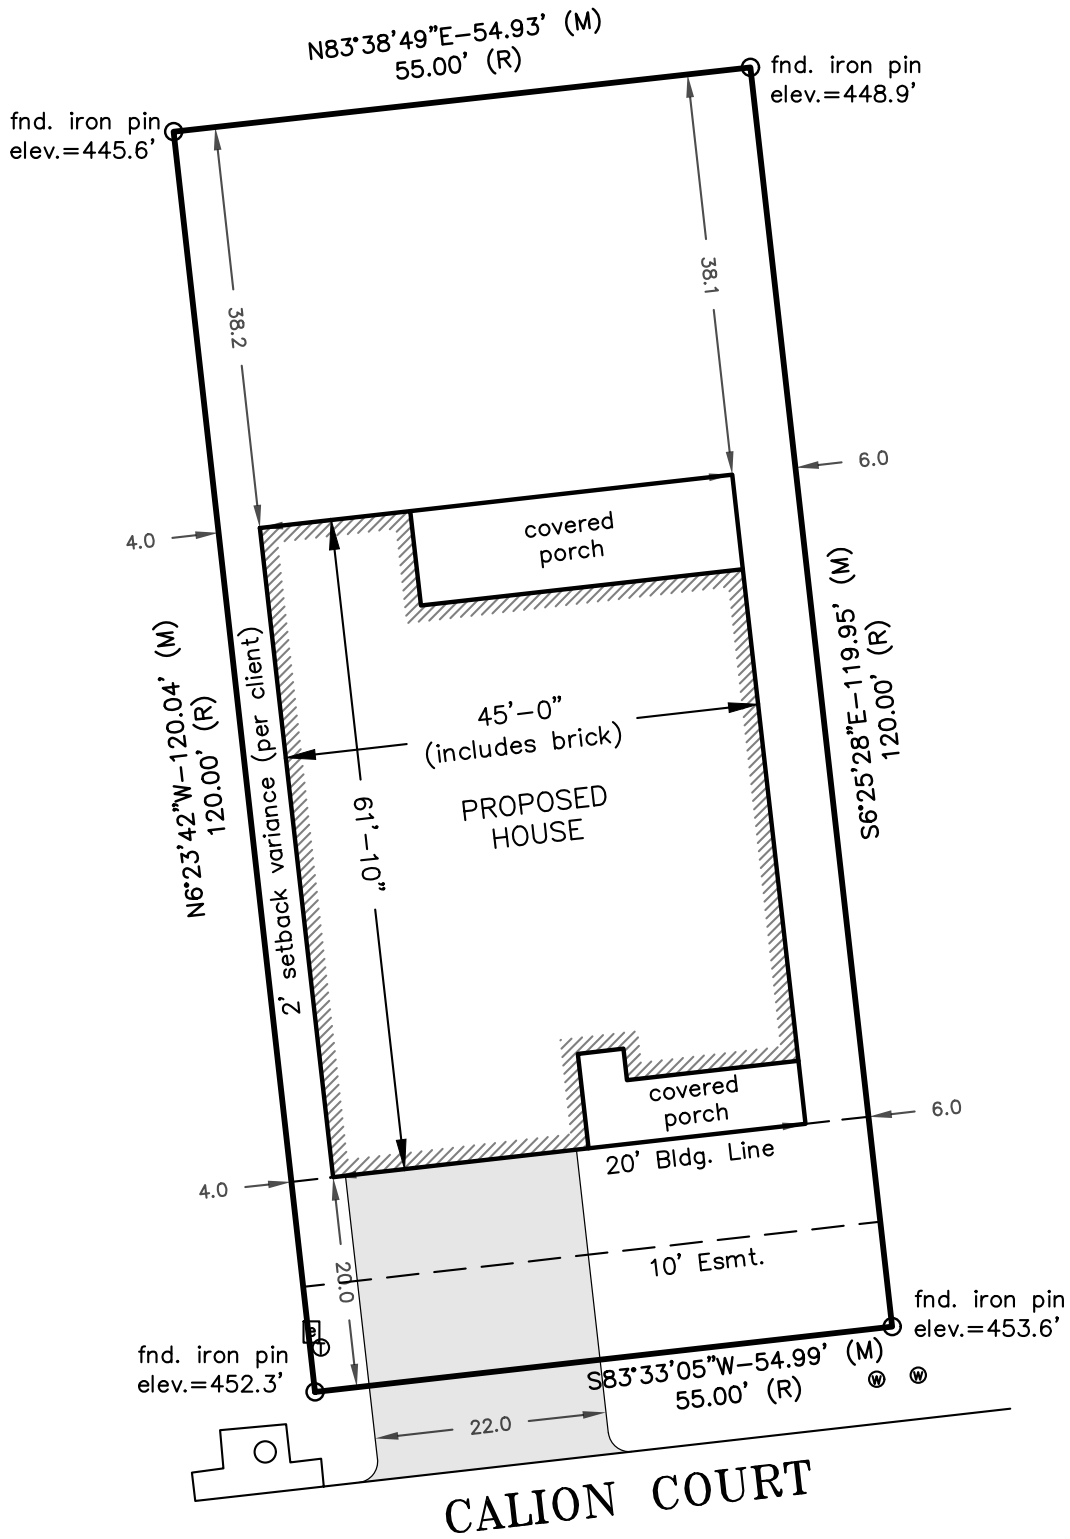 N83°38'49"E-54.93' (M)
55.00' (R)
fnd. iron pin
elev.=448.9'
fnd. iron pin
elev.=445.6'
38.2
38.1
6.0
4.0
covered
porch
N6°23'42"W-120.04' (M)
120.00' (R)
2' setback variance (per client)
45'-0"
(includes brick)
61'-10"
PROPOSED
HOUSE
S6°25'28"E-119.95' (M)
120.00' (R)
covered
porch
6.0
20' Bldg. Line
4.0
20.0
10' Esmt.
e
T
fnd. iron pin
elev.=453.6'
fnd. iron pin
elev.=452.3'
S83°33'05"W-54.99' (M)
55.00' (R)
W W
22.0
CALION COURT